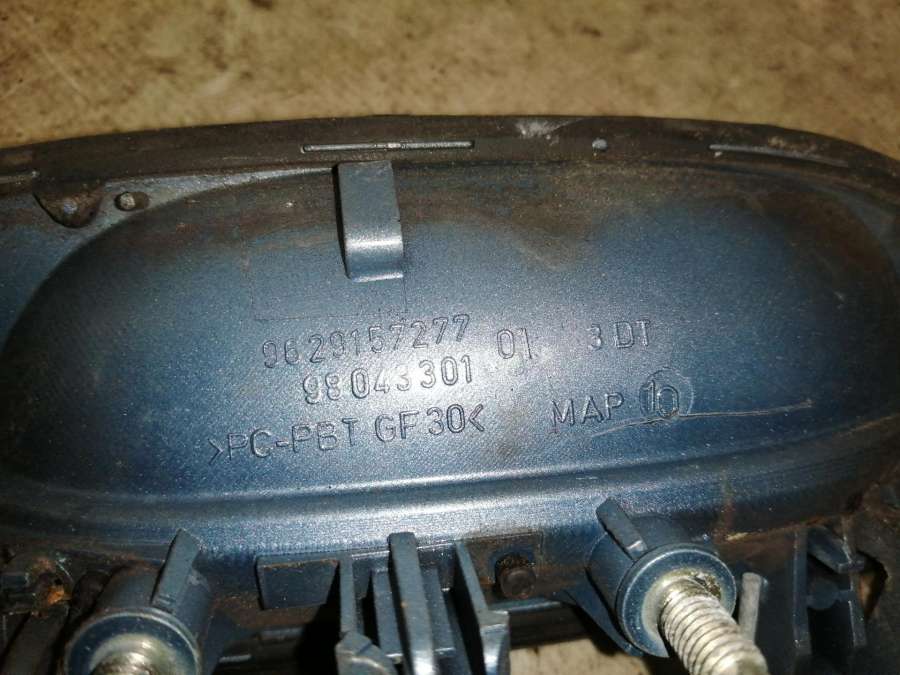 9629157277 01 3 DT
98043301
>PC-PBT GF30< MAP 10